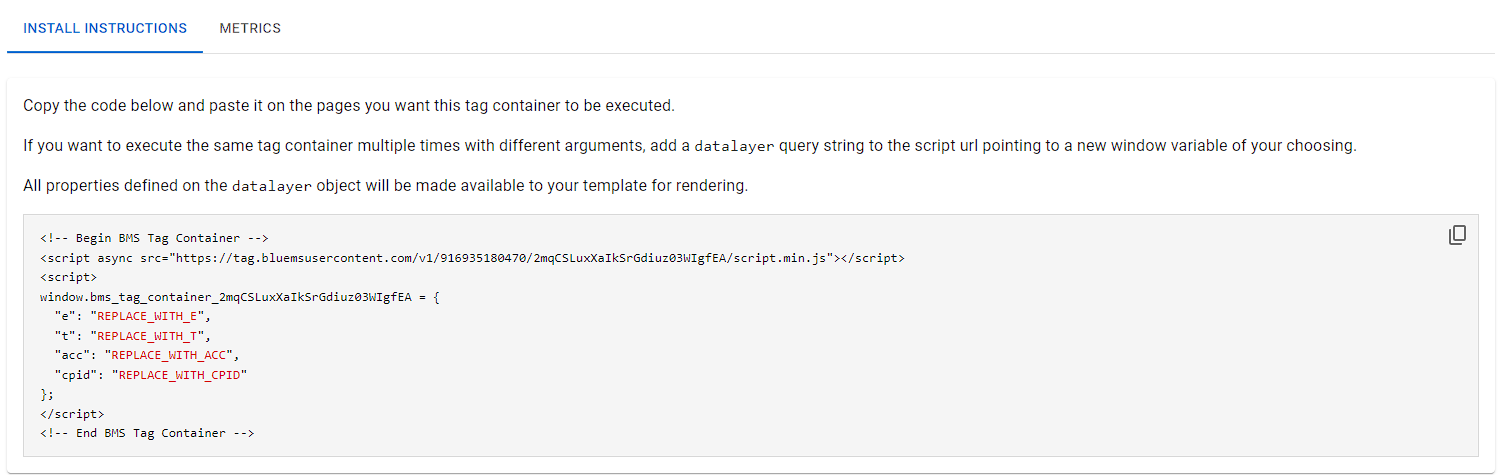 INSTALL INSTRUCTIONS METRICS
Copy the code below and paste it on the pages you want this tag container to be executed.
If you want to execute the same tag container multiple times with different arguments, add a datalayer query string to the script url pointing to a new window variable of your choosing.
All properties defined on the datalayer object will be made available to your template for rendering.
<!-- Begin BMS Tag Container -->
<script async src="https://tag.bluemsusercontent.com/v1/916935180470/2mqCSLuxXaIkSrGdiuz03WIgfEA/script.min.js"></script>
<script>
window.bms_tag_container_2mqCSLuxXaIkSrGdiuz03WIgfEA = {
  "e": "REPLACE_WITH_E",
  "t": "REPLACE_WITH_T",
  "acc": "REPLACE_WITH_ACC",
  "cpid": "REPLACE_WITH_CPID"
};
</script>
<!-- End BMS Tag Container -->